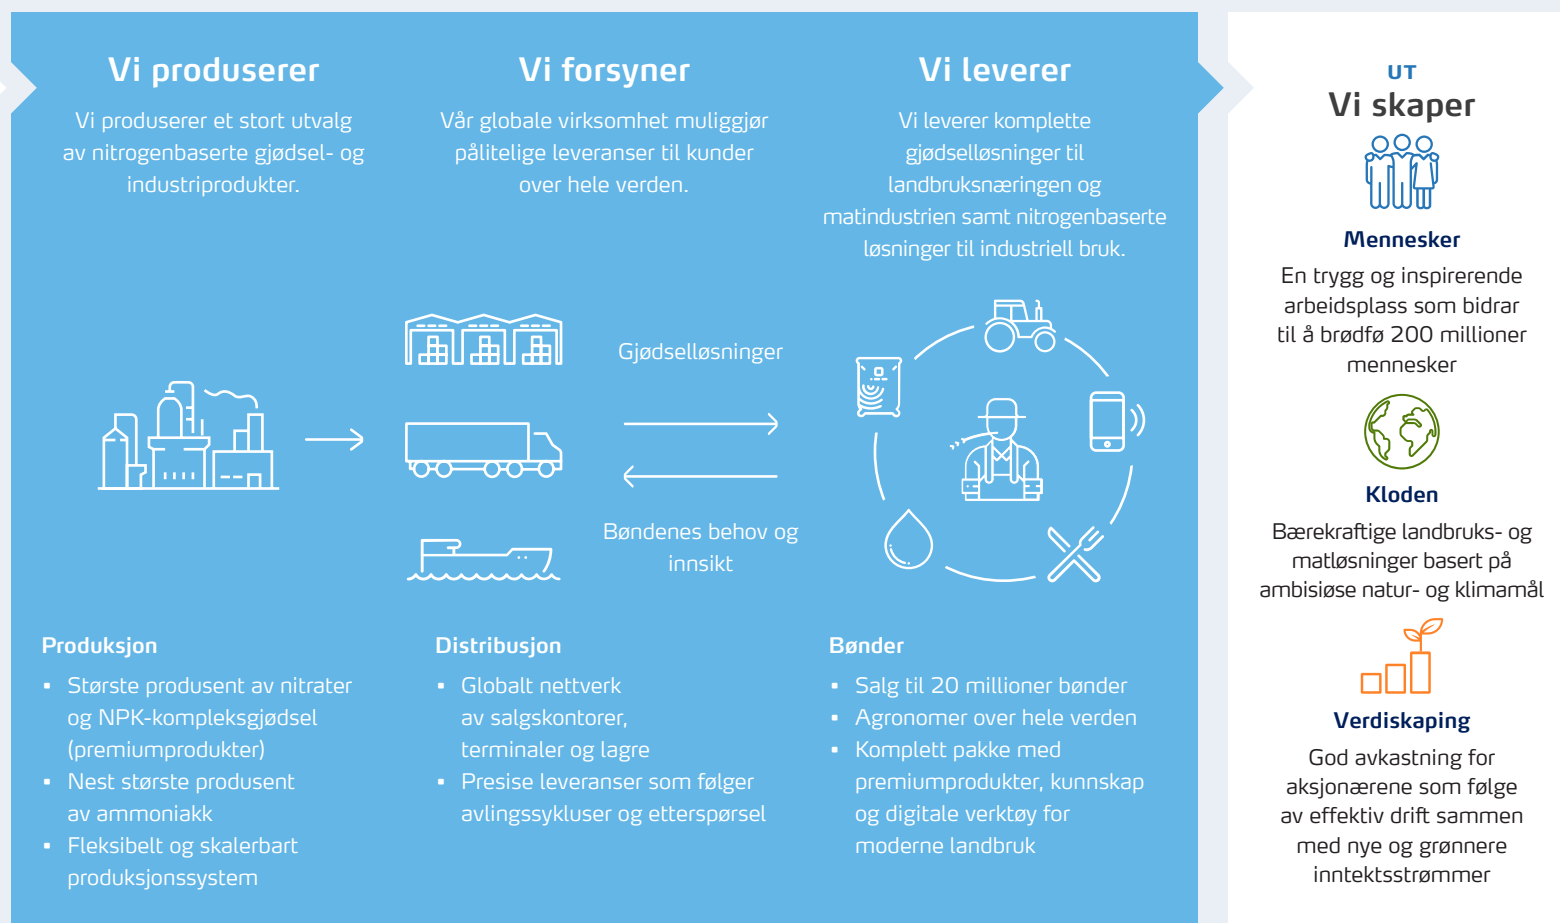 Vi produserer
Vi produserer et stort utvalg
av nitrogenbaserte gjødsel- og
industriprodukter.
Vi forsyner
Vår globale virksomhet muliggjør
pålitelige leveranser til kunder
over hele verden.
Vi leverer
Vi leverer komplette
gjødselløsninger til
landbruksnæringen og
matindustrien samt nitrogenbaserte
løsninger til industriell bruk.
Gjødselløsninger
Bøndenes behov og
innsikt
Produksjon
▪ Største produsent av nitrater
og NPK-kompleksgjødsel
(premiumprodukter)
▪ Nest største produsent
av ammoniakk
▪ Fleksibelt og skalerbart
produksjonssystem
Distribusjon
▪ Globalt nettverk
av salgskontorer,
terminaler og lagre
▪ Presise leveranser som følger
avlingssykluser og etterspørsel
Bønder
▪ Salg til 20 millioner bønder
▪ Agronomer over hele verden
▪ Komplett pakke med
premiumprodukter, kunnskap
og digitale verktøy for
moderne landbruk
UT
Vi skaper
Mennesker
En trygg og inspirerende
arbeidsplass som bidrar
til å brødfø 200 millioner
mennesker
Kloden
Bærekraftige landbruks- og
matløsninger basert på
ambisiøse natur- og klimamål
Verdiskaping
God avkastning for
aksjonærene som følge
av effektiv drift sammen
med nye og grønnere
inntektsstrømmer